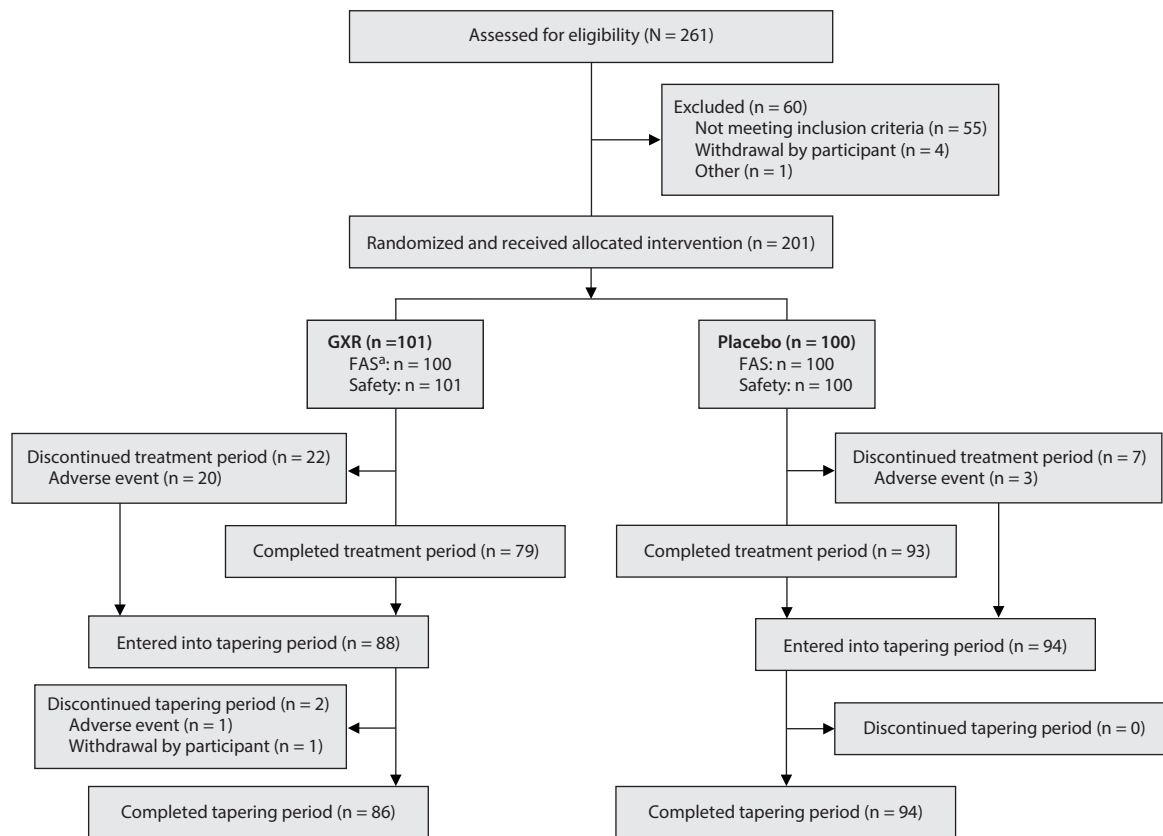 Assessed for eligibility (N = 261)
Excluded (n = 60)
Not meeting inclusion criteria (n = 55)
Withdrawal by participant (n = 4)
Other (n = 1)
Randomized and received allocated intervention (n = 201)
GXR (n =101)
FASa: n = 100
Safety: n = 101
Placebo (n = 100)
FAS: n = 100
Safety: n = 100
Discontinued treatment period (n = 22)
Adverse event (n = 20)
Discontinued treatment period (n = 7)
Adverse event (n = 3)
Completed treatment period (n = 79)
Completed treatment period (n = 93)
Entered into tapering period (n = 88)
Entered into tapering period (n = 94)
Discontinued tapering period (n = 2)
Adverse event (n = 1)
Withdrawal by participant (n = 1)
Discontinued tapering period (n = 0)
Completed tapering period (n = 86)
Completed tapering period (n = 94)